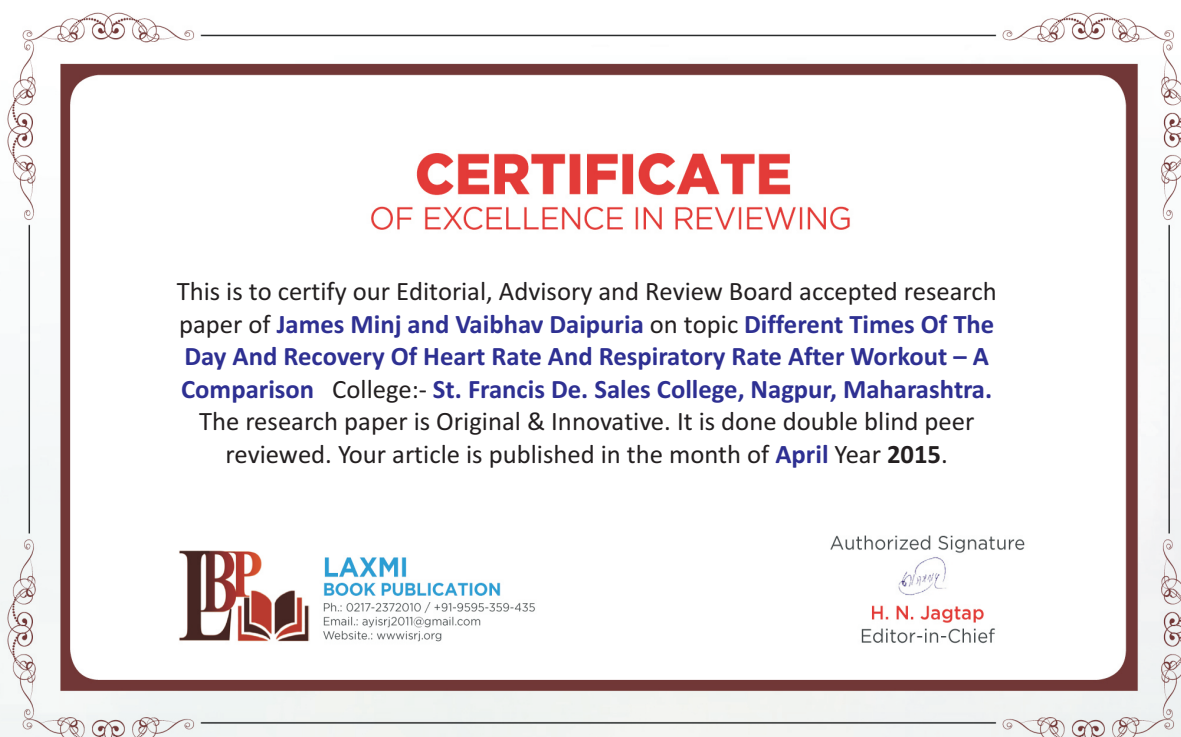 CERTIFICATE
OF EXCELLENCE IN REVIEWING
This is to certify our Editorial, Advisory and Review Board accepted research
paper of James Minj and Vaibhav Daipuria on topic Different Times Of The
Day And Recovery Of Heart Rate And Respiratory Rate After Workout – A
Comparison College:- St. Francis De. Sales College, Nagpur, Maharashtra.
The research paper is Original & Innovative. It is done double blind peer
reviewed. Your article is published in the month of April Year 2015.
LBP
LAXMI
BOOK PUBLICATION
Ph.: 0217-2372010 / +91-9595-359-435
Email.: ayisrj2011@gmail.com
Website.: wwwisrj.org
Authorized Signature
H. N. Jagtap
Editor-in-Chief